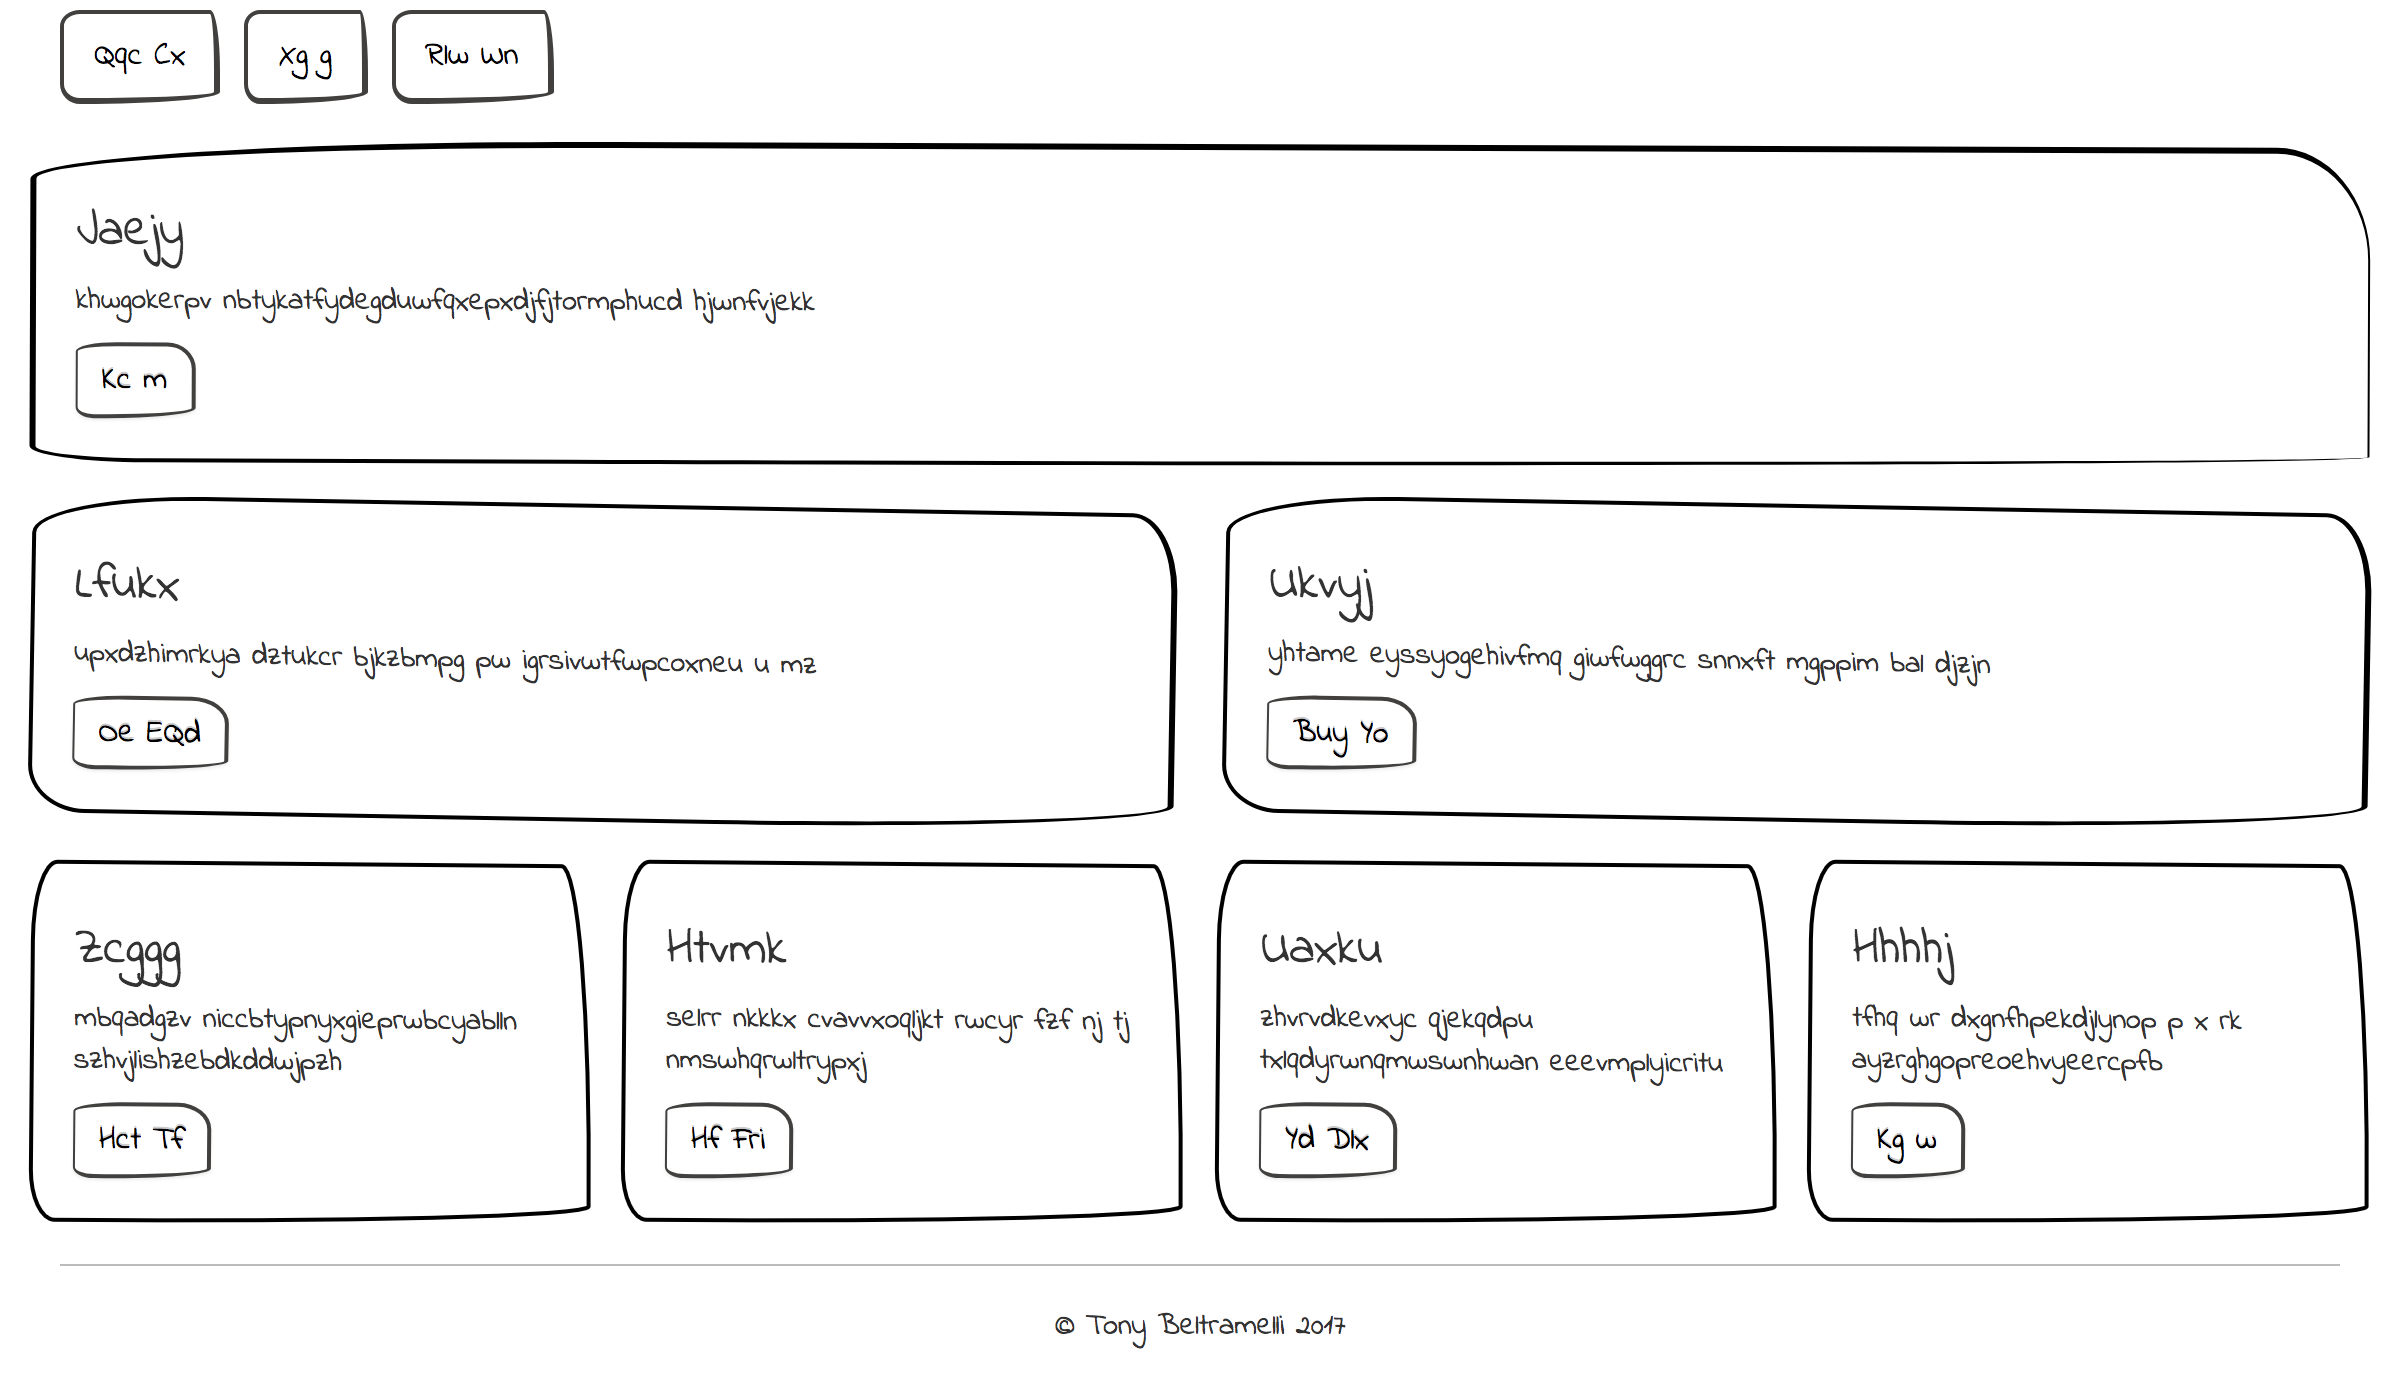 Qqc Cx
Xg g
Rlw Wn
Jaejy
khwgokerpv nbtykatfydegduwfqxepxdjfjtormphucd hjwnfvjekk
Kc m
Lfukx
upxdzhimrkya dztukcr bjkzbmpg pw igrsivwtfwpcoxneu u mz
Oe EQd
Ukvyj
yhtame eyssyogehivfmq giwfwggrc snnxft mgppim bal djzjn
Buy Yo
Zcggg
mbqadgzv niccbtypnyxgieprwbcyablln
szhvjlishzebdkddwjpzh
Hct Tf
Htvmk
selrr nkkkx cvavvxoqljkt rwcyr fzf nj tj
nmswhqrwltrypxj
Hf Fri
Uaxku
zhvrvdkevxyc qjekqdpu
txlqdyrwnqmwswnhwan eeevmplyicritu
Yd Dlx
Hhhhj
tfhq wr dxgnfhpekdjlynop p x rk
ayzrghgopreoehvyeercpfb
Kg w
© Tony Beltramelli 2017